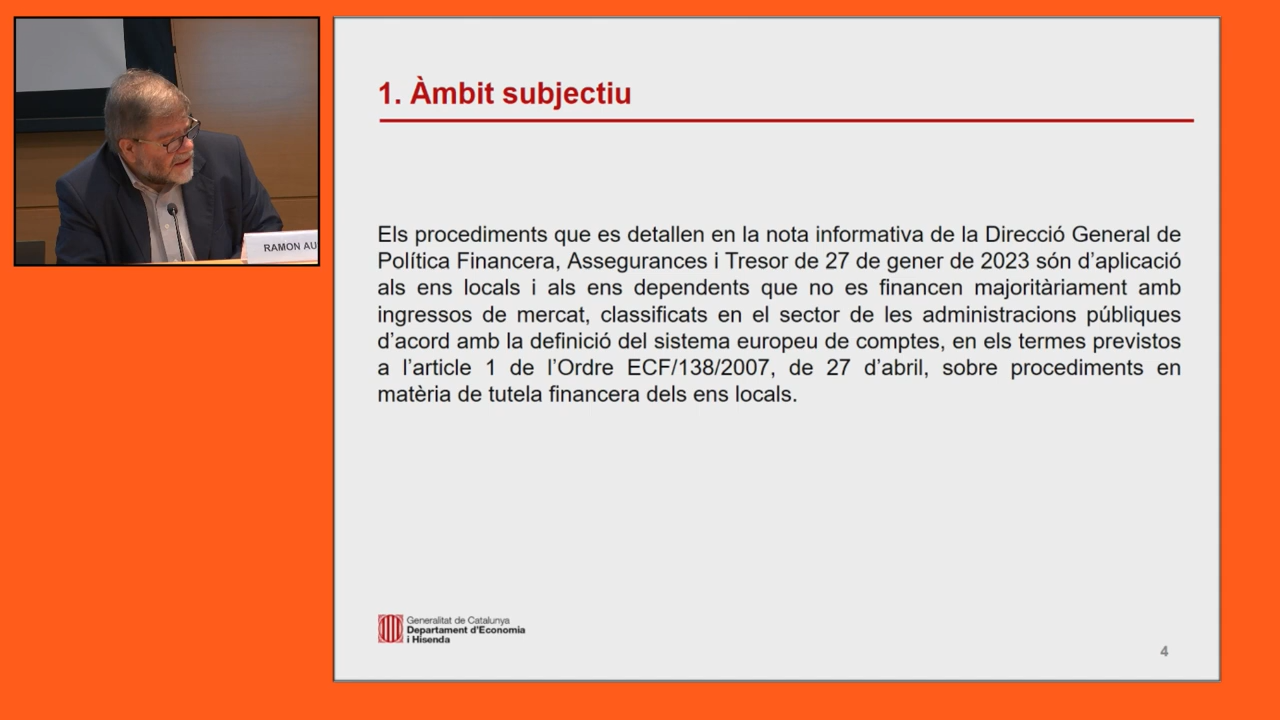 RAMON AU
1. Àmbit subjectiu
Els procediments que es detallen en la nota informativa de la Direcció General de
Política Financera, Assegurances i Tresor de 27 de gener de 2023 són d’aplicació
als ens locals i als ens dependents que no es financen majoritàriament amb
ingressos de mercat, classificats en el sector de les administracions públiques
d’acord amb la definició del sistema europeu de comptes, en els termes previstos
a l’article 1 de l’Ordre ECF/138/2007, de 27 d’abril, sobre procediments en
matèria de tutela financera dels ens locals.
Generalitat de Catalunya
Departament d’Economia
i Hisenda
4